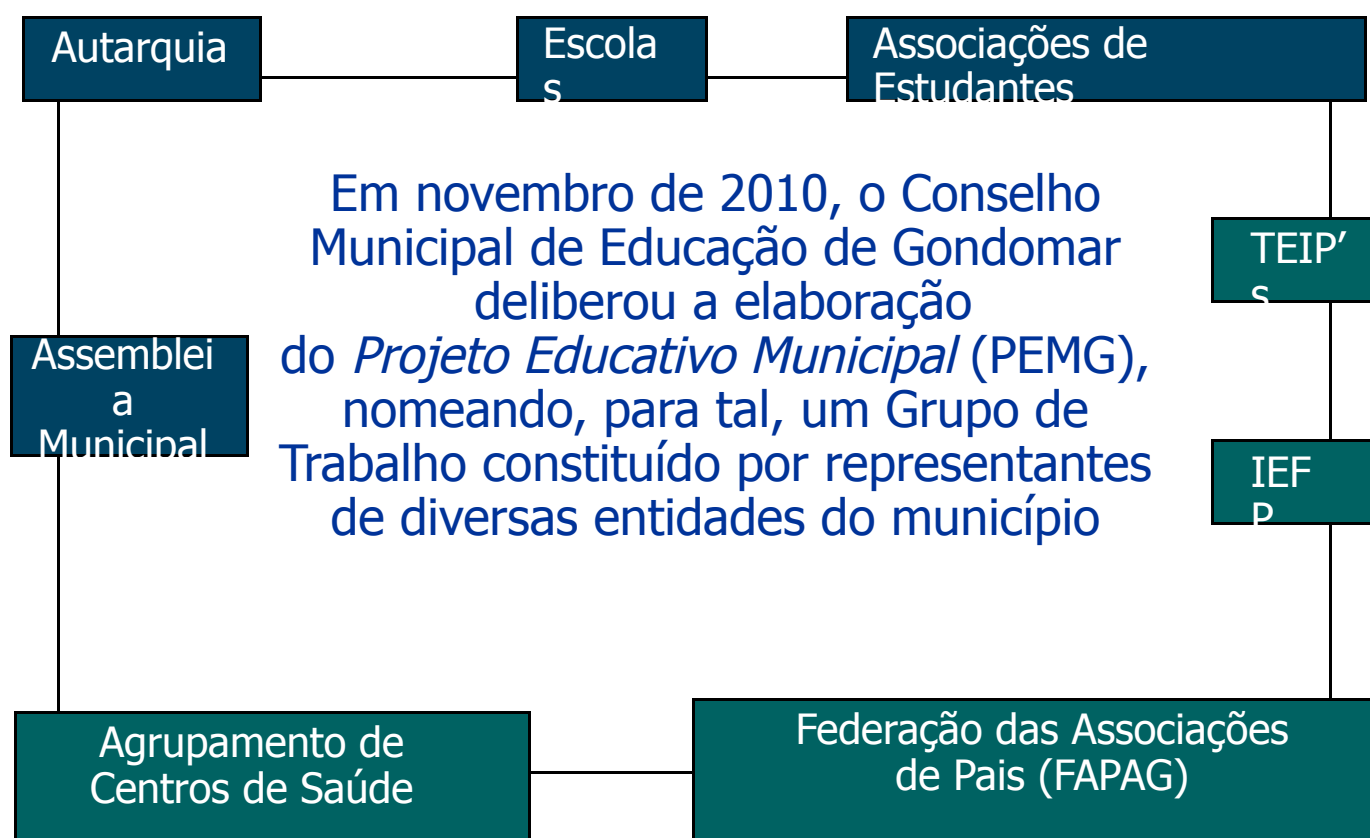 Autarquia
Escola
s
Associações de
Estudantes
Em novembro de 2010, o Conselho
Municipal de Educação de Gondomar
deliberou a elaboração
do Projeto Educativo Municipal (PEMG),
nomeando, para tal, um Grupo de
Trabalho constituído por representantes
de diversas entidades do município
TEIP’
s
Assemblei
a
Municipal
IEF
P
Agrupamento de
Centros de Saúde
Federação das Associações
de Pais (FAPAG)